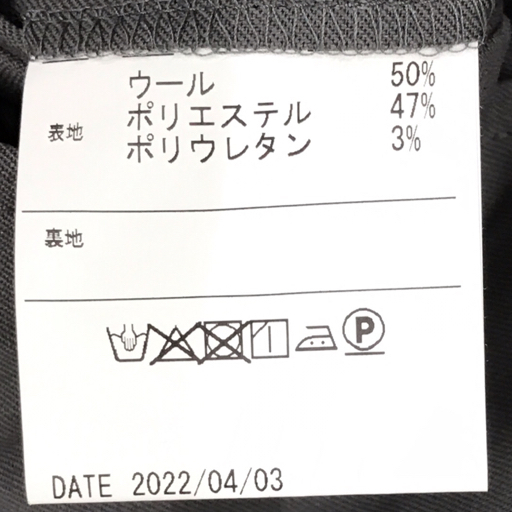 ウール 50%
ポリエステル 47%
表地
ポリウレタン 3%
裏地
P
DATE 2022/04/03